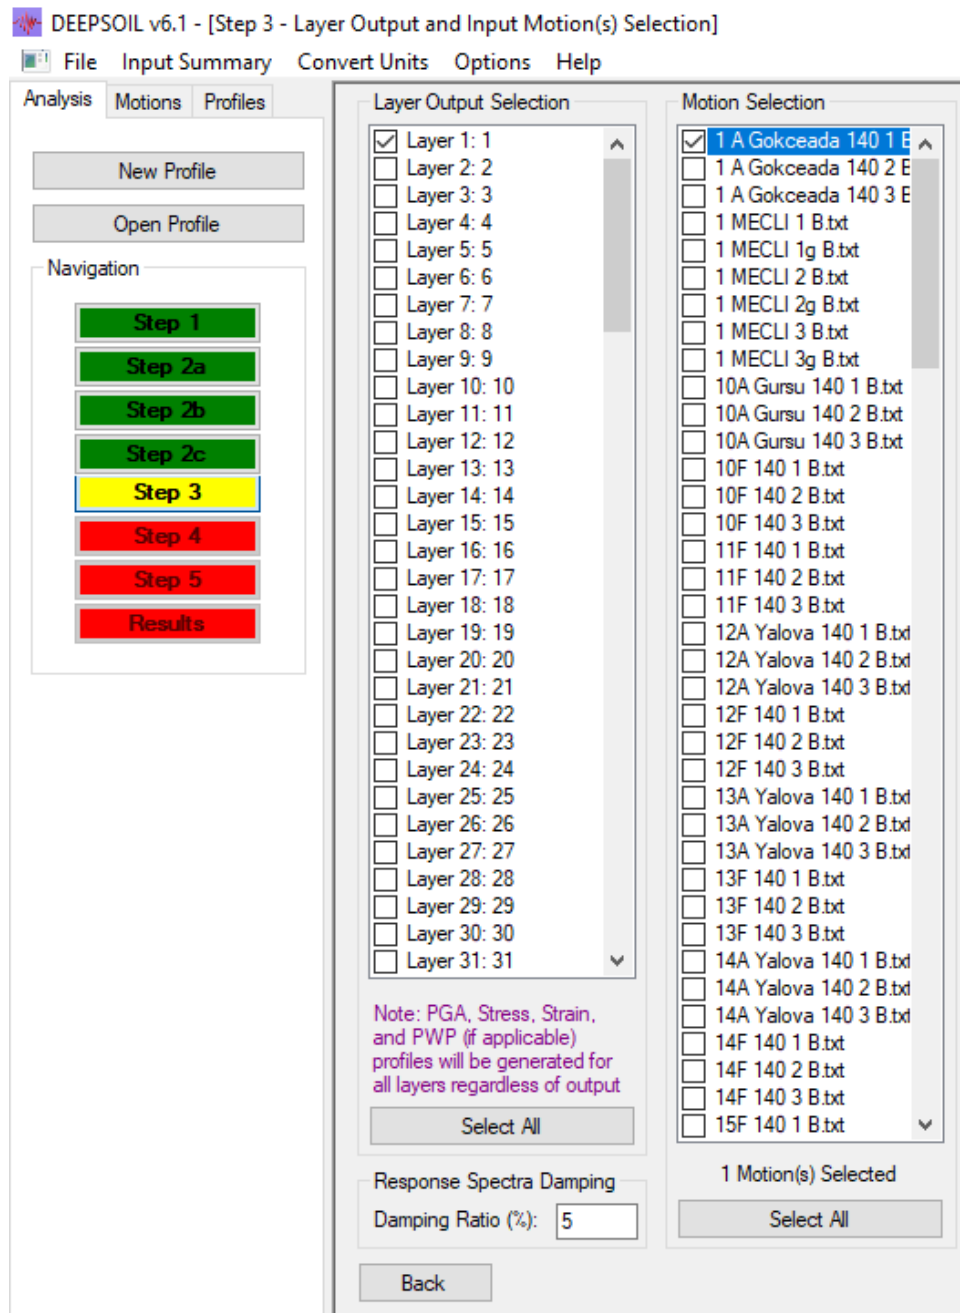 DEEPSOIL v6.1 - [Step 3 - Layer Output and Input Motion(s) Selection]
File Input Summary Convert Units Options Help
Analysis Motions Profiles
New Profile
Open Profile
Navigation
Step 1
Step 2a
Step 2b
Step 2c
Step 3
Step 4
Step 5
Results
Layer Output Selection
Layer 1: 1
Layer 2: 2
Layer 3: 3
Layer 4: 4
Layer 5: 5
Layer 6: 6
Layer 7: 7
Layer 8: 8
Layer 9: 9
Layer 10: 10
Layer 11: 11
Layer 12: 12
Layer 13: 13
Layer 14: 14
Layer 15: 15
Layer 16: 16
Layer 17: 17
Layer 18: 18
Layer 19: 19
Layer 20: 20
Layer 21: 21
Layer 22: 22
Layer 23: 23
Layer 24: 24
Layer 25: 25
Layer 26: 26
Layer 27: 27
Layer 28: 28
Layer 29: 29
Layer 30: 30
Layer 31: 31
Note: PGA, Stress, Strain,
and PWP (if applicable)
profiles will be generated for
all layers regardless of output
Select All
Response Spectra Damping
Damping Ratio (%): 5
Back
Motion Selection
1 A Gokceada 140 1 B
1 A Gokceada 140 2 B
1 A Gokceada 140 3 B
1 MECLI 1 B.txt
1 MECLI 1g B.txt
1 MECLI 2 B.txt
1 MECLI 2g B.txt
1 MECLI 3 B.txt
1 MECLI 3g B.txt
10A Gursu 140 1 B.txt
10A Gursu 140 2 B.txt
10A Gursu 140 3 B.txt
10F 140 1 B.txt
10F 140 2 B.txt
10F 140 3 B.txt
11F 140 1 B.txt
11F 140 2 B.txt
11F 140 3 B.txt
12A Yalova 140 1 B.txt
12A Yalova 140 2 B.txt
12A Yalova 140 3 B.txt
12F 140 1 B.txt
12F 140 2 B.txt
12F 140 3 B.txt
13A Yalova 140 1 B.txt
13A Yalova 140 2 B.txt
13A Yalova 140 3 B.txt
13F 140 1 B.txt
13F 140 2 B.txt
13F 140 3 B.txt
14A Yalova 140 1 B.txt
14A Yalova 140 2 B.txt
14A Yalova 140 3 B.txt
14F 140 1 B.txt
14F 140 2 B.txt
14F 140 3 B.txt
15F 140 1 B.txt
1 Motion(s) Selected
Select All